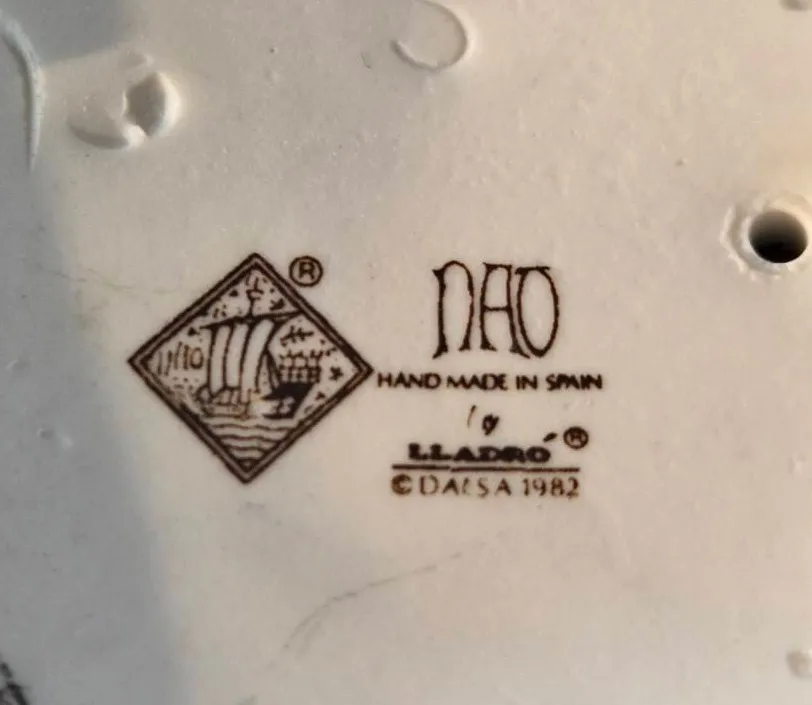 ®
NAO
HAND MADE IN SPAIN
by
LLADRÓ ®
© DAISA 1982